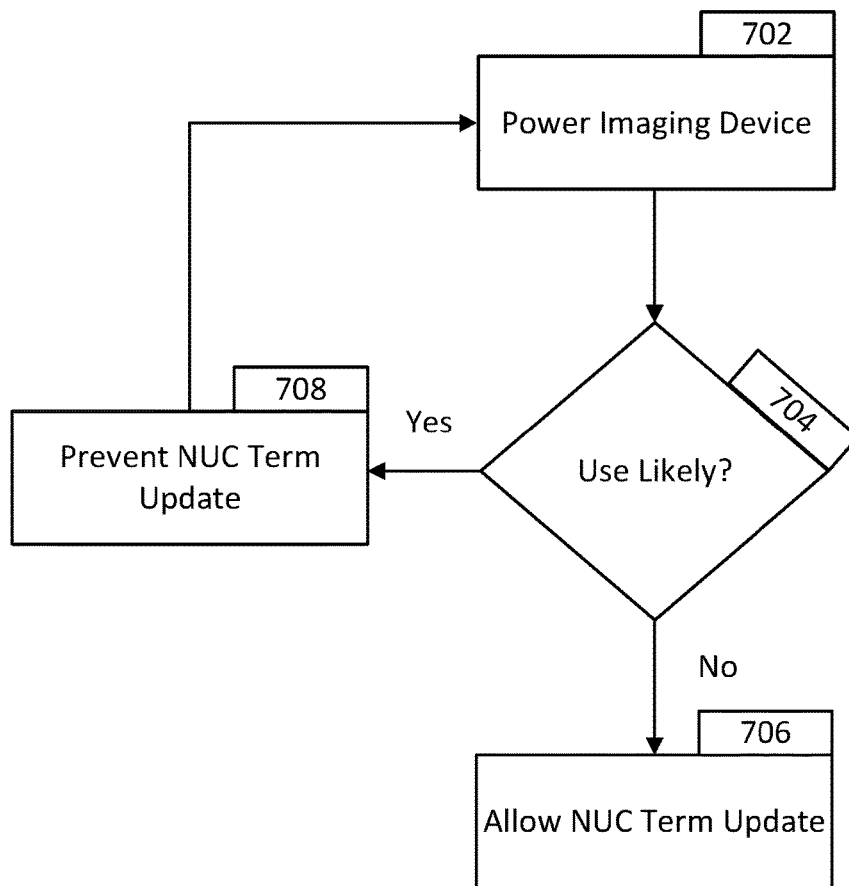 702
Power Imaging Device
704
Use Likely?
Yes
708
Prevent NUC Term
Update
No
706
Allow NUC Term Update